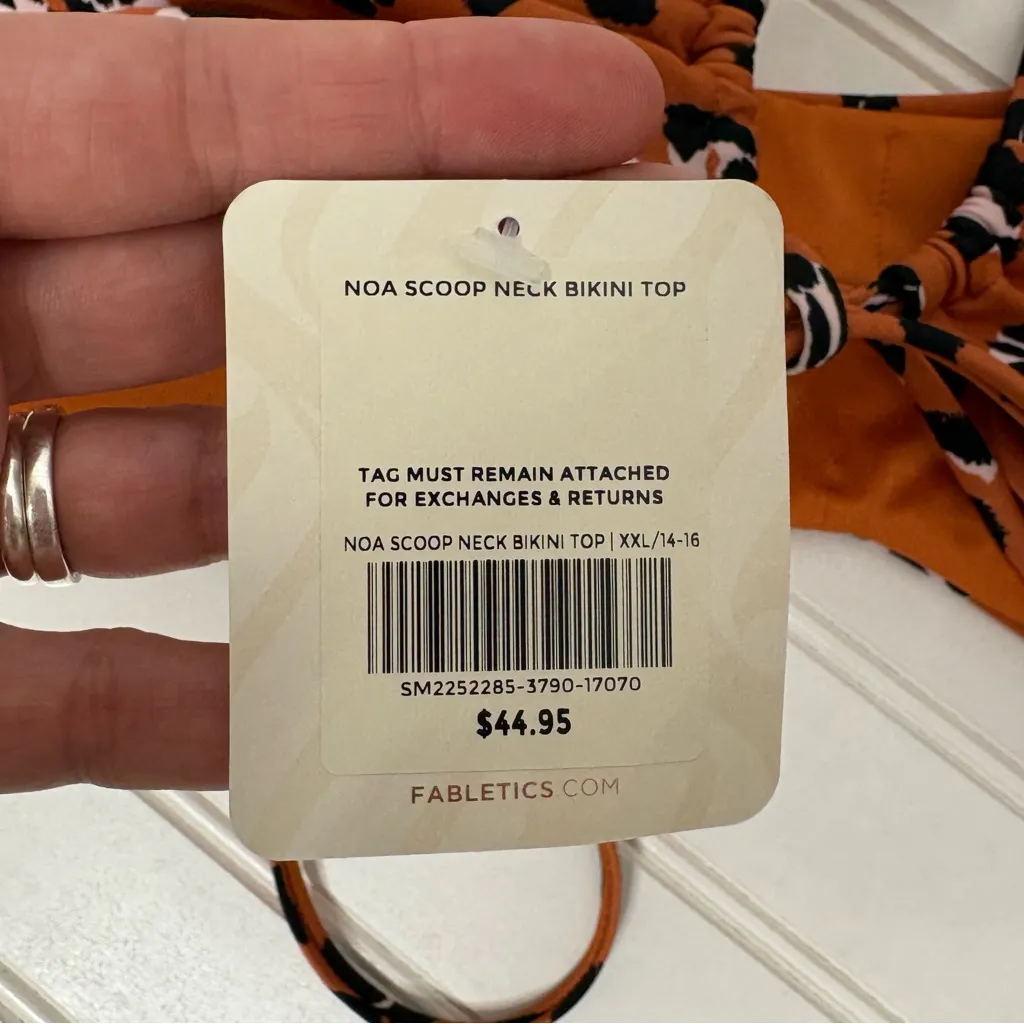 NOA SCOOP NECK BIKINI TOP
TAG MUST REMAIN ATTACHED
FOR EXCHANGES & RETURNS
NOA SCOOP NECK BIKINI TOP | XXL/14-16
SM2252285-3790-17070
$44.95
FABLETICS.COM